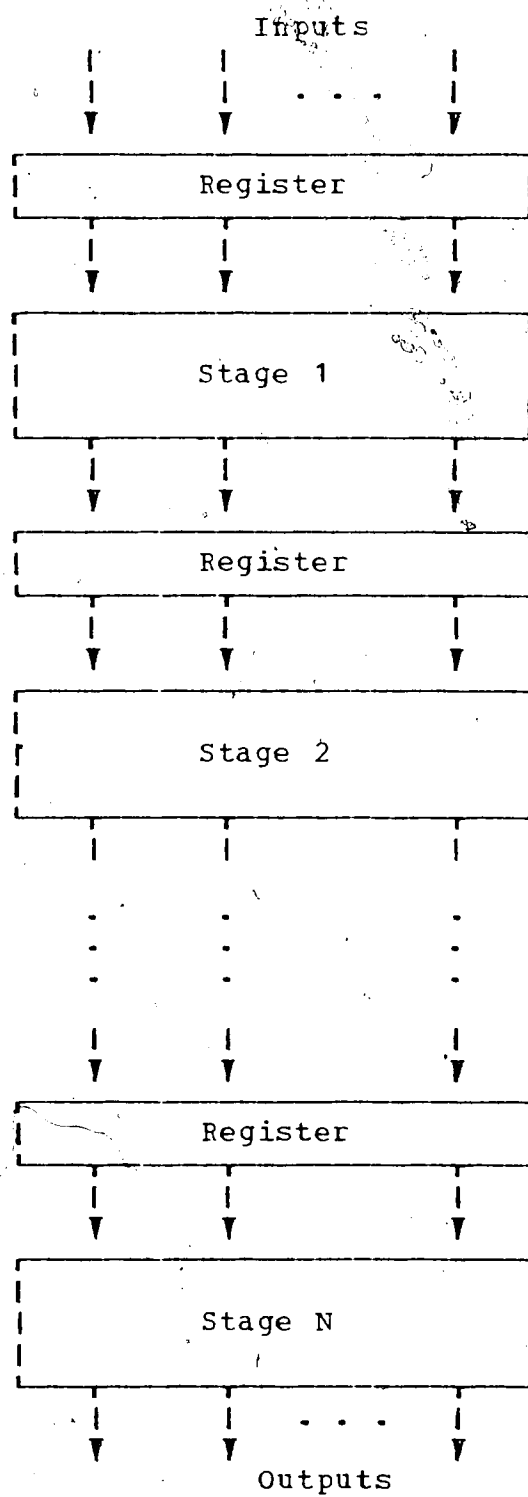 Inputs
Register
Stage 1
Register
Stage 2
Register
Stage N
Outputs